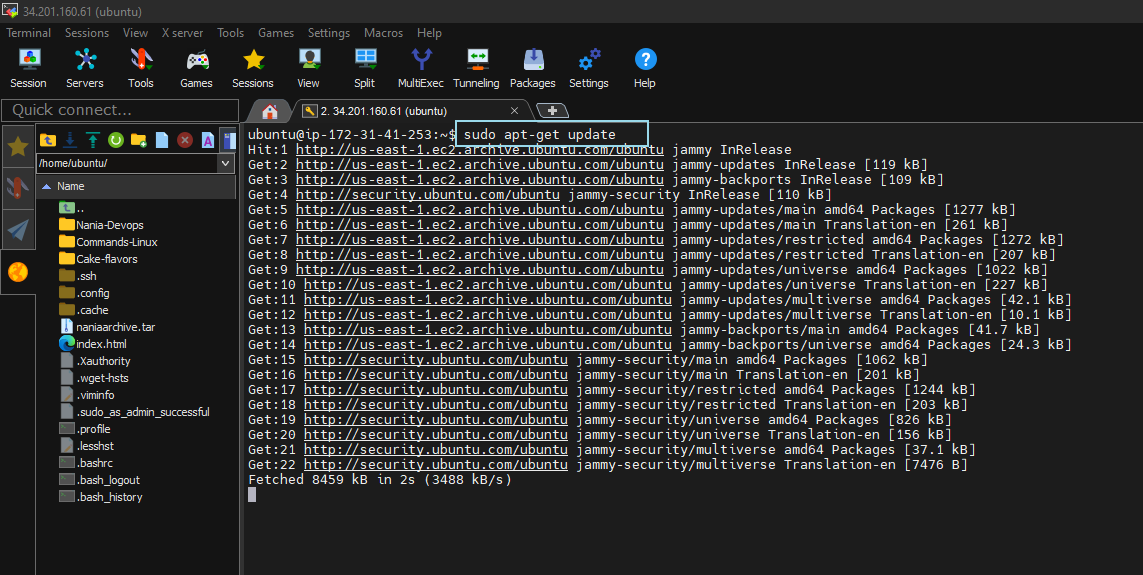 34.201.160.61 (ubuntu)
Terminal Sessions View X server Tools Games Settings Macros Help
Session Servers Tools Games Sessions View Split MultiExec Tunneling Packages Settings Help
Quick connect...
2. 34.201.160.61 (ubuntu)
/home/ubuntu/
Name
..
Nania-Devops
Commands-Linux
Cake-flavors
.ssh
.config
.cache
naniaarchive.tar
index.html
.Xauthority
.wget-hsts
.viminfo
.sudo_as_admin_successful
.profile
.lesshst
.bashrc
.bash_logout
.bash_history
ubuntu@ip-172-31-41-253:~$ sudo apt-get update
Hit:1 http://us-east-1.ec2.archive.ubuntu.com/ubuntu jammy InRelease
Get:2 http://us-east-1.ec2.archive.ubuntu.com/ubuntu jammy-updates InRelease [119 kB]
Get:3 http://us-east-1.ec2.archive.ubuntu.com/ubuntu jammy-backports InRelease [109 kB]
Get:4 http://security.ubuntu.com/ubuntu jammy-security InRelease [110 kB]
Get:5 http://us-east-1.ec2.archive.ubuntu.com/ubuntu jammy-updates/main amd64 Packages [1277 kB]
Get:6 http://us-east-1.ec2.archive.ubuntu.com/ubuntu jammy-updates/main Translation-en [261 kB]
Get:7 http://us-east-1.ec2.archive.ubuntu.com/ubuntu jammy-updates/restricted amd64 Packages [1272 kB]
Get:8 http://us-east-1.ec2.archive.ubuntu.com/ubuntu jammy-updates/restricted Translation-en [207 kB]
Get:9 http://us-east-1.ec2.archive.ubuntu.com/ubuntu jammy-updates/universe amd64 Packages [1022 kB]
Get:10 http://us-east-1.ec2.archive.ubuntu.com/ubuntu jammy-updates/universe Translation-en [227 kB]
Get:11 http://us-east-1.ec2.archive.ubuntu.com/ubuntu jammy-updates/multiverse amd64 Packages [42.1 kB]
Get:12 http://us-east-1.ec2.archive.ubuntu.com/ubuntu jammy-updates/multiverse Translation-en [10.1 kB]
Get:13 http://us-east-1.ec2.archive.ubuntu.com/ubuntu jammy-backports/main amd64 Packages [41.7 kB]
Get:14 http://us-east-1.ec2.archive.ubuntu.com/ubuntu jammy-backports/universe amd64 Packages [24.3 kB]
Get:15 http://security.ubuntu.com/ubuntu jammy-security/main amd64 Packages [1062 kB]
Get:16 http://security.ubuntu.com/ubuntu jammy-security/main Translation-en [201 kB]
Get:17 http://security.ubuntu.com/ubuntu jammy-security/restricted amd64 Packages [1244 kB]
Get:18 http://security.ubuntu.com/ubuntu jammy-security/restricted Translation-en [203 kB]
Get:19 http://security.ubuntu.com/ubuntu jammy-security/universe amd64 Packages [826 kB]
Get:20 http://security.ubuntu.com/ubuntu jammy-security/universe Translation-en [156 kB]
Get:21 http://security.ubuntu.com/ubuntu jammy-security/multiverse amd64 Packages [37.1 kB]
Get:22 http://security.ubuntu.com/ubuntu jammy-security/multiverse Translation-en [7476 B]
Fetched 8459 kB in 2s (3488 kB/s)